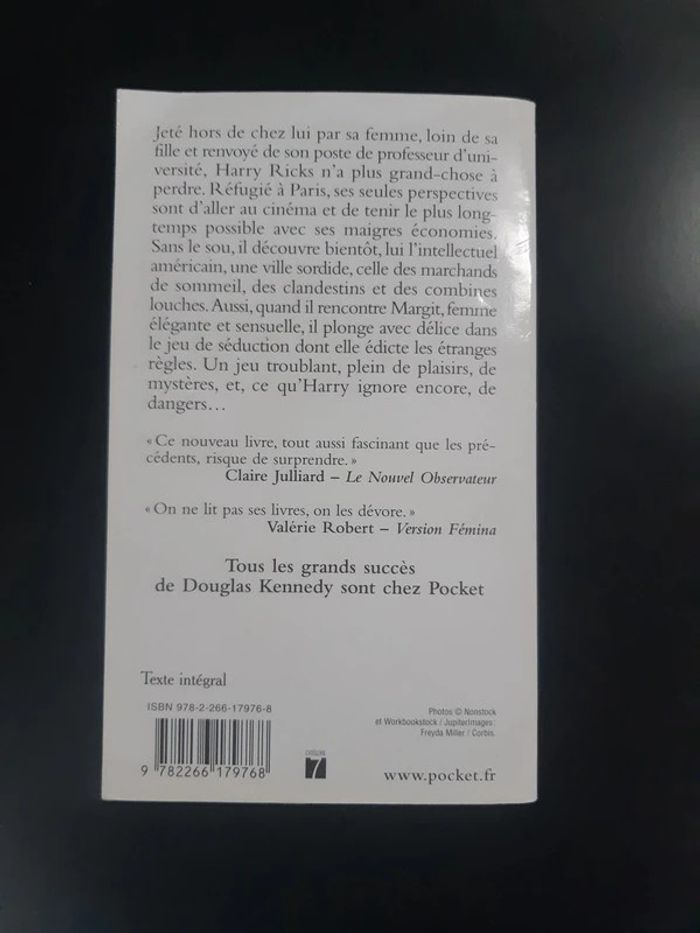 Jeté hors de chez lui par sa femme, loin de sa
fille et renvoyé de son poste de professeur d'uni-
versité, Harry Ricks n'a plus grand-chose à
perdre. Réfugié à Paris, ses seules perspectives
sont d'aller au cinéma et de tenir le plus long-
temps possible avec ses maigres économies.
Sans le sou, il découvre bientôt, lui l'intellectuel
américain, une ville sordide, celle des marchands
de sommeil, des clandestins et des combines
louches. Aussi, quand il rencontre Margit, femme
élégante et sensuelle, il plonge avec délice dans
le jeu de séduction dont elle édicte les étranges
règles. Un jeu troublant, plein de plaisirs, de
mystères, et, ce qu'Harry ignore encore, de
dangers…
« Ce nouveau livre, tout aussi fascinant que les pré-
cédents, risque de surprendre. »
Claire Julliard – Le Nouvel Observateur
« On ne lit pas ses livres, on les dévore. »
Valérie Robert – Version Fémina
Tous les grands succès
de Douglas Kennedy sont chez Pocket
Texte intégral
ISBN 978-2-266-17976-8
Photos © Nonstock
et Workbookstock / JupiterImages :
Freyda Miller / Corbis.
CATÉGORIE
7
9 782266 179768
www.pocket.fr